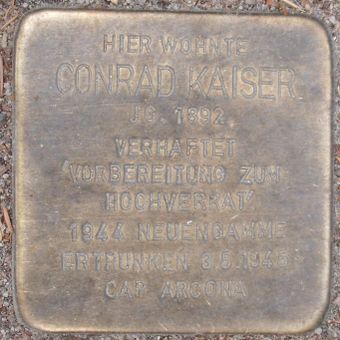 HIER WOHNTE
CONRAD KAISER
JG. 1892
VERHAFTET
'VORBEREITUNG ZUM
HOCHVERRAT'
1944 NEUENGAMME
ERTRUNKEN 3.5.1945
CAP ARCONA